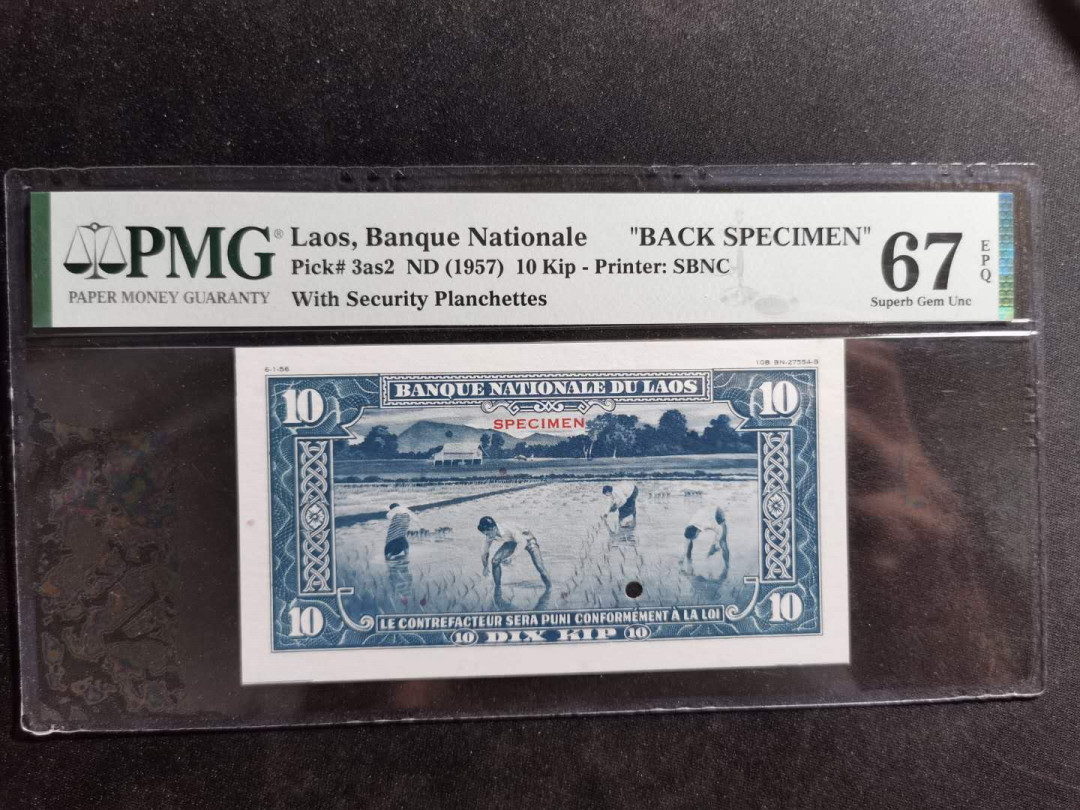 PMG®
PAPER MONEY GUARANTY
Laos, Banque Nationale "BACK SPECIMEN"
Pick# 3as2 ND (1957) 10 Kip - Printer: SBNC
With Security Planchettes
67
EPQ
Superb Gem Unc
6-1-56
10 BANQUE NATIONALE DU LAOS 10
SPECIMEN
10 LE CONTREFACTEUR SERA PUNI CONFORMÉMENT À LA LOI 10
10 DIX KIP 10